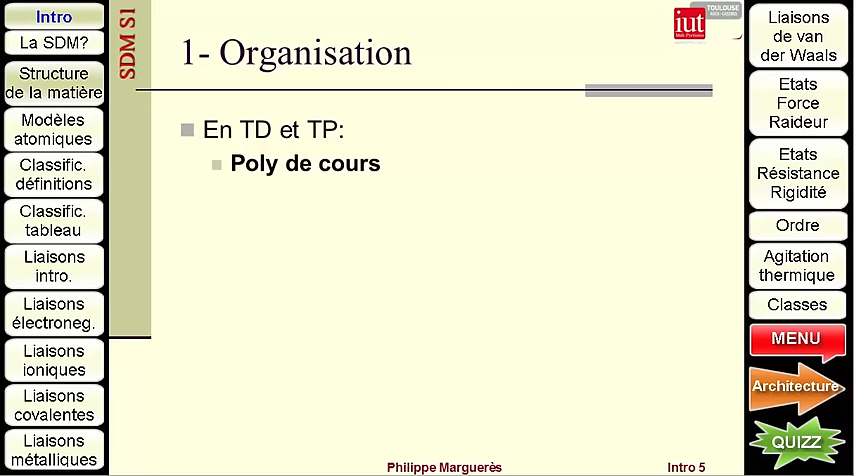 Intro
La SDM?
Structure
de la matière
Modèles
atomiques
Classific.
définitions
Classific.
tableau
Liaisons
intro.
Liaisons
électroneg.
Liaisons
ioniques
Liaisons
covalentes
Liaisons
métalliques
SDM S1
1- Organisation
iut
TOULOUSE
En TD et TP:
Poly de cours
Philippe Marguerès
Intro 5
Liaisons
de van
der Waals
Etats
Force
Raideur
Etats
Résistance
Rigidité
Ordre
Agitation
thermique
Classes
MENU
Architecture
QUIZZ